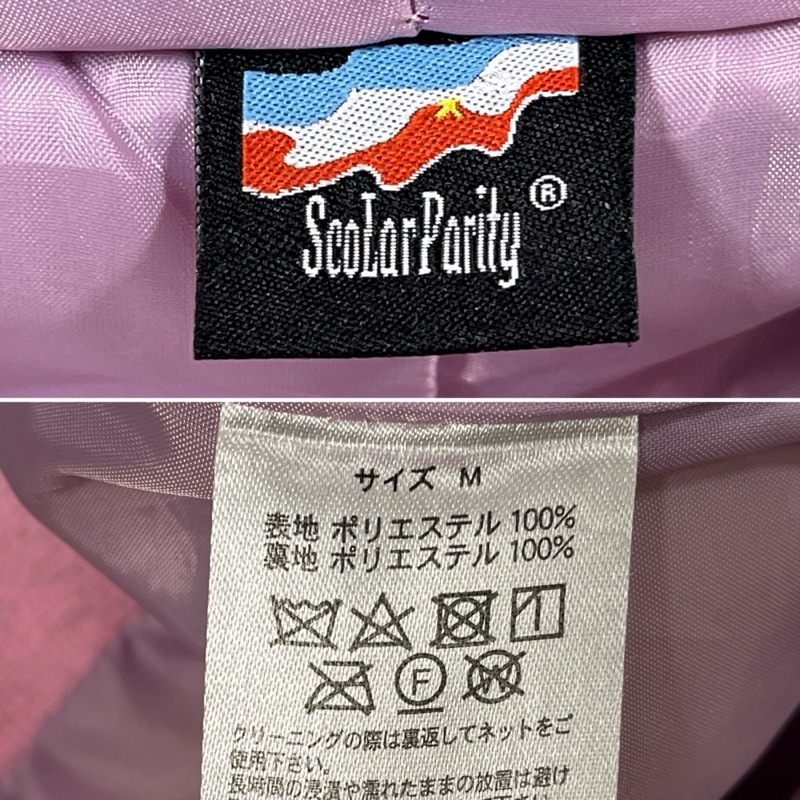 ScoLarParity®
サイズ M
表地 ポリエステル 100%
裏地 ポリエステル 100%
F W
クリーニングの際は裏返してネットをご
使用下さい。
長時間の浸漬や濡れたままの放置は避け